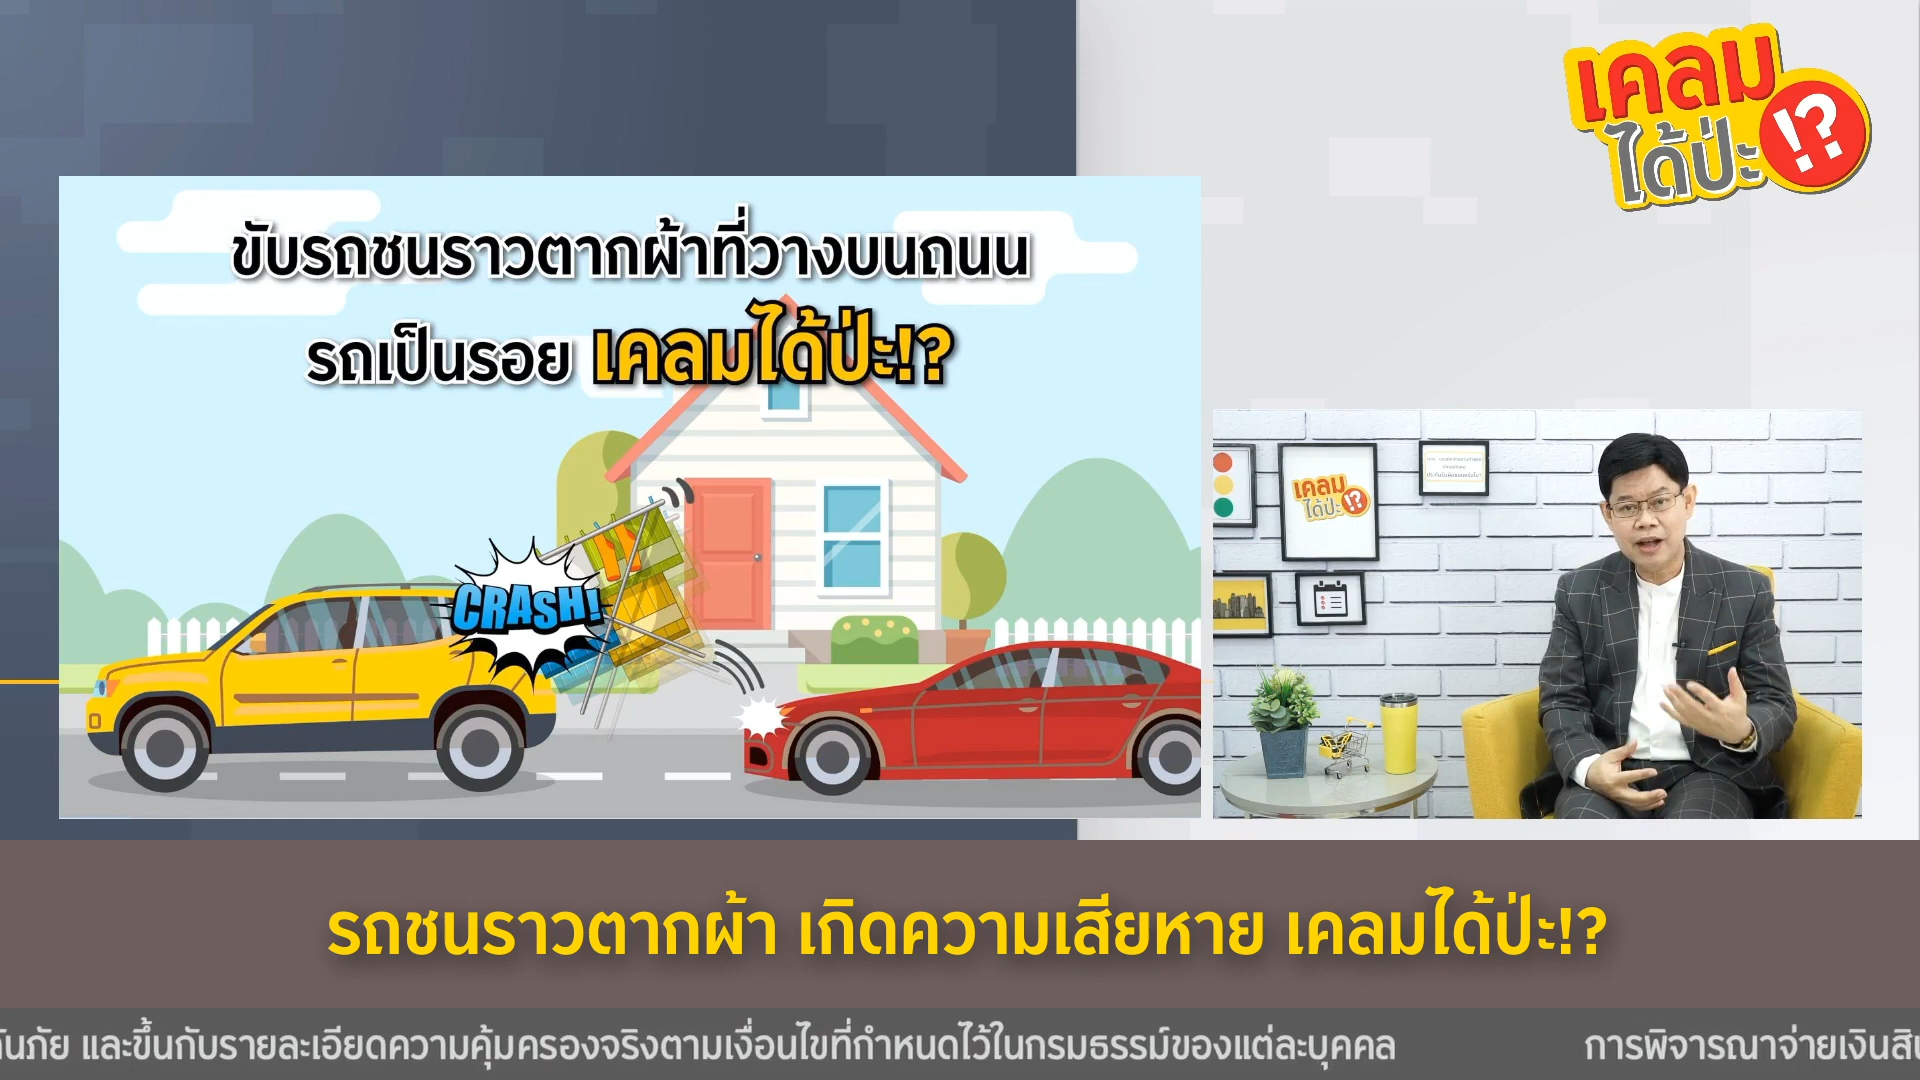 เคลม
ได้ป่ะ!?
ขับรถชนราวตากผ้าที่วางบนถนน
รถเป็นรอย เคลมได้ป่ะ!?
CRASH!
เคลม
ได้ป่ะ!?
รถชนราวตากผ้า เกิดความเสียหาย เคลมได้ป่ะ!?
และขึ้นกับรายละเอียดความคุ้มครองจริงตามเงื่อนไขที่กำหนดไว้ในกรมธรรม์ของแต่ละบุคคล การพิจารณาจ่ายเงิน